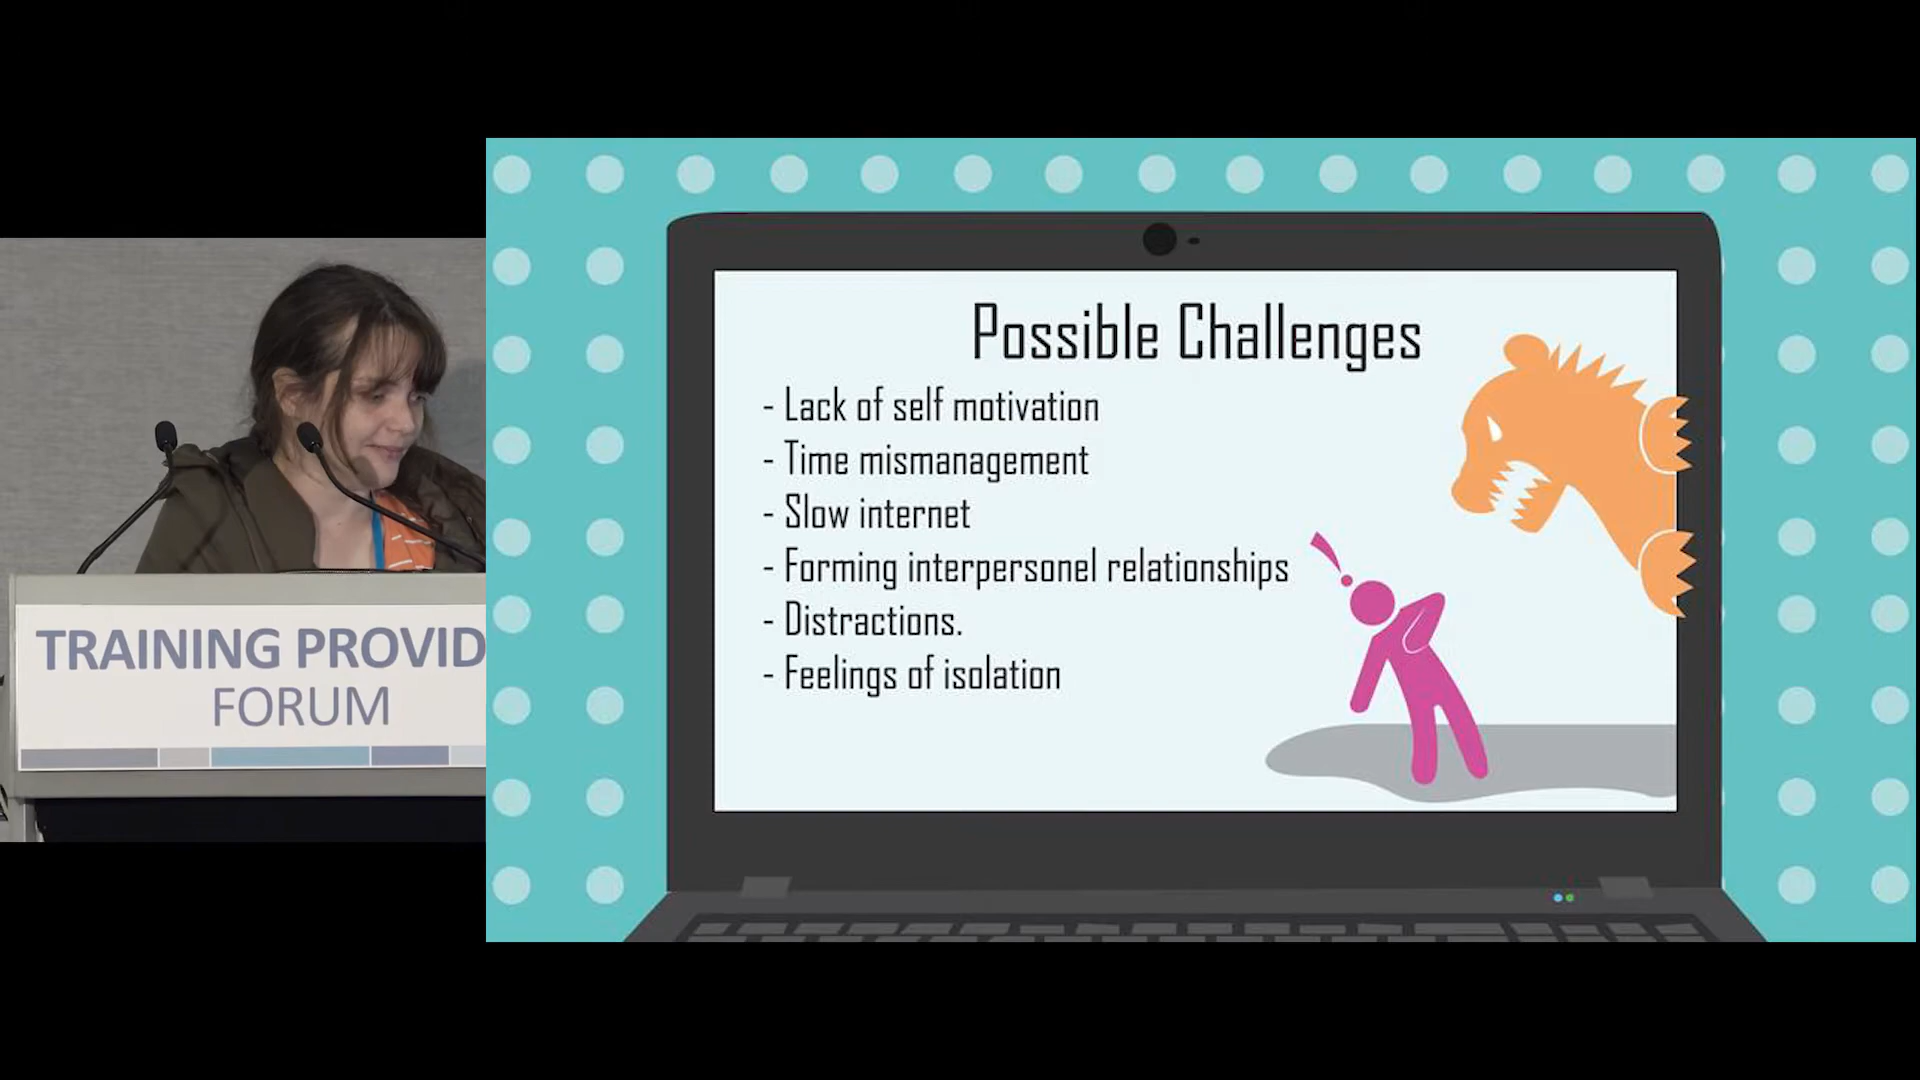 TRAINING PROVID
FORUM
Possible Challenges
- Lack of self motivation
- Time mismanagement
- Slow internet
- Forming interpersonel relationships
- Distractions.
- Feelings of isolation